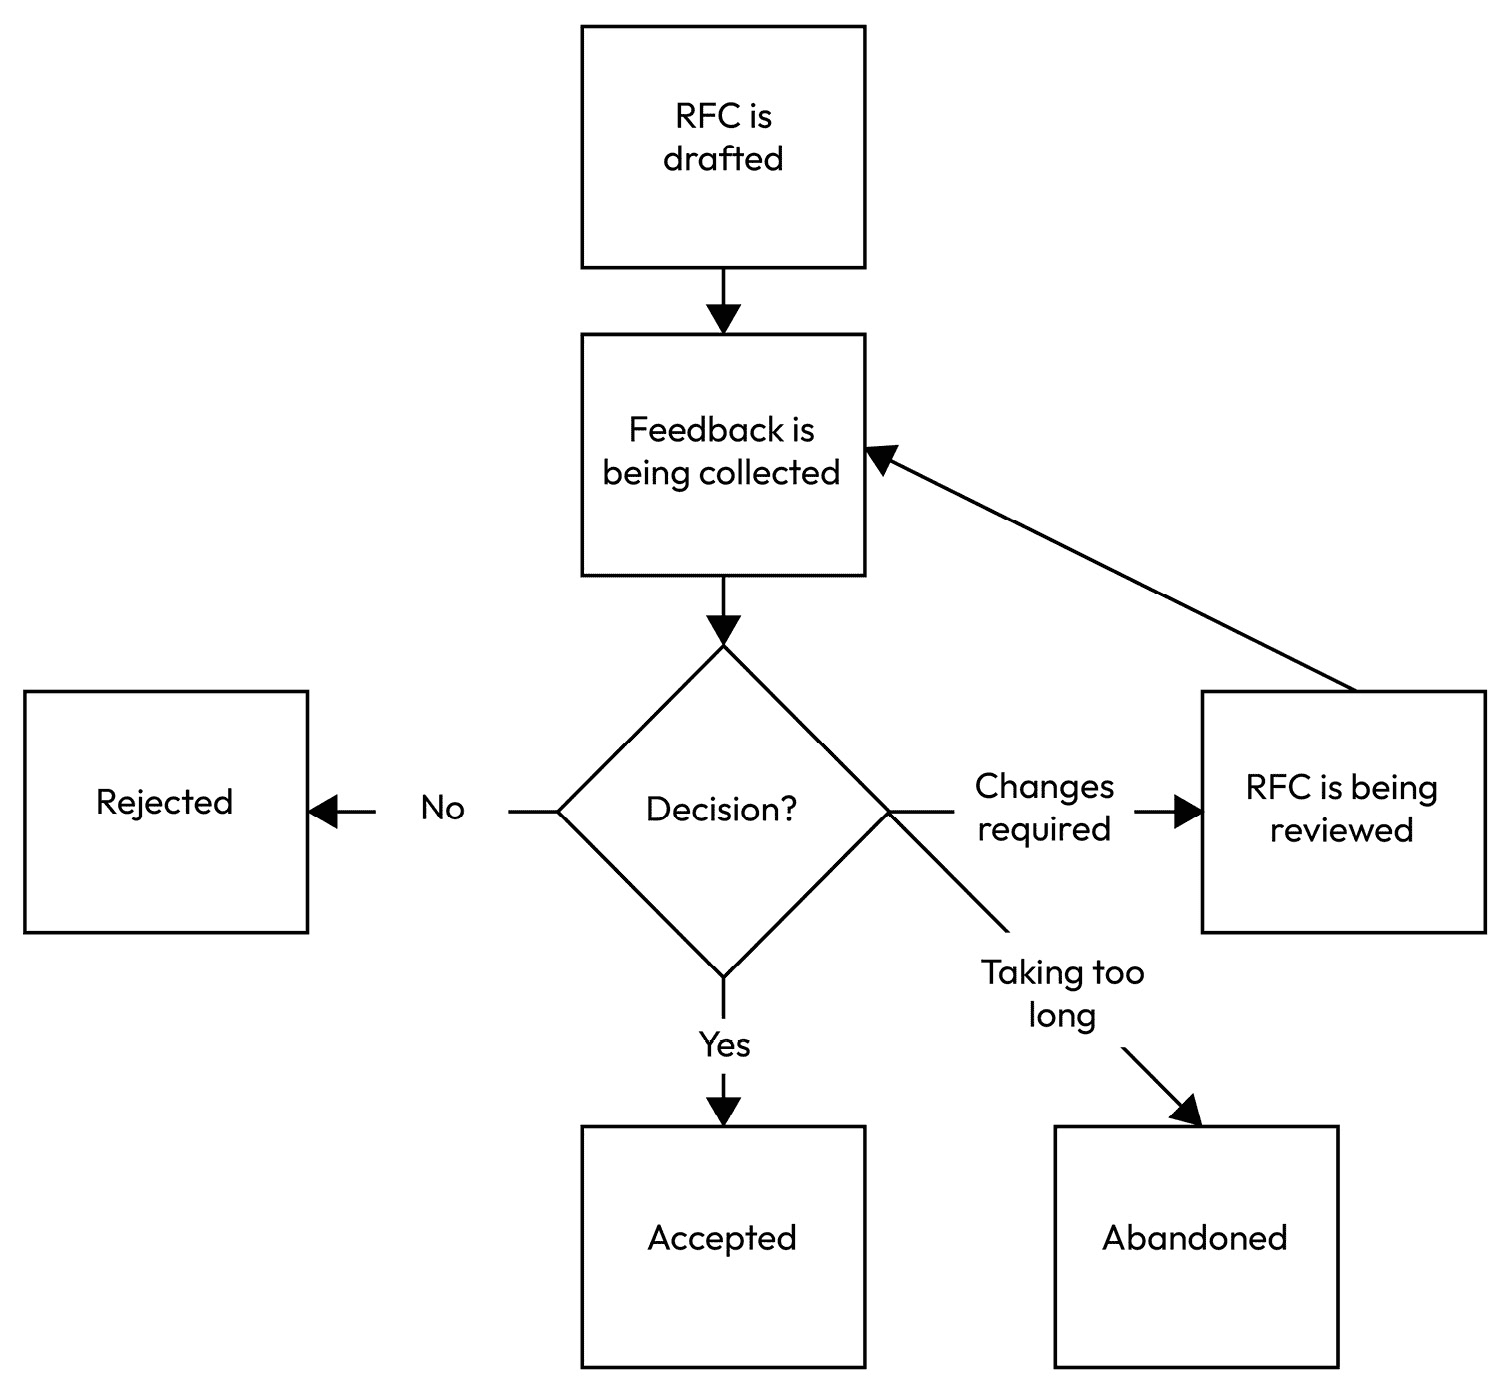 RFC is
drafted
Feedback is
being collected
Rejected
No
Decision?
Changes
required
RFC is being
reviewed
Taking too
long
Yes
Accepted
Abandoned